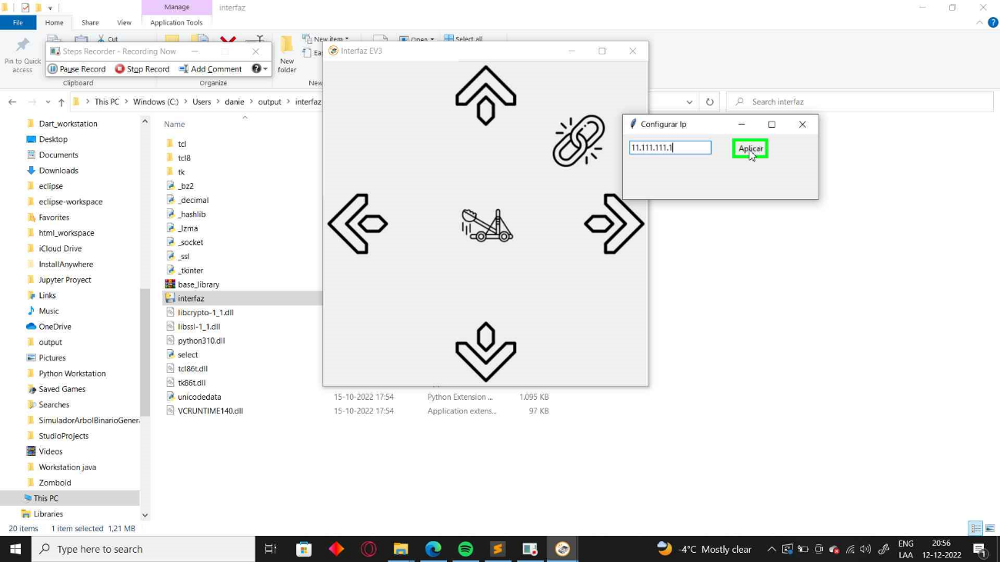 Manage
interfaz
File
Home
Share
View
Application Tools
Cut
New item
Open
Select all
Steps Recorder - Recording Now
Pause Record
Stop Record
Add Comment
Pin to Quick access
New folder
Clipboard
Organize
New
Interfaz EV3
This PC
Windows (C:)
Users
danie
output
interfaz
Search interfaz
Configurar Ip
11.111.111.1
Aplicar
Dart_workstation
Desktop
Documents
Downloads
eclipse
eclipse-workspace
Favorites
html_workspace
iCloud Drive
InstallAnywhere
Jupyter Proyect
Links
Music
OneDrive
output
Pictures
Python Workstation
Saved Games
Searches
SimuladorArbolBinarioGenera
StudioProjects
Videos
Workstation java
Zomboid
This PC
Libraries
Name
tcl
tcl8
tk
_bz2
_decimal
_hashlib
_lzma
_socket
_ssl
_tkinter
base_library
interfaz
libcrypto-1_1.dll
libssl-1_1.dll
python310.dll
select
tcl86t.dll
tk86t.dll
unicodedata 15-10-2022 17:54 Python Extension ... 1.095 KB
VCRUNTIME140.dll 15-10-2022 17:54 Application extens... 97 KB
20 items 1 item selected 1,21 MB
Type here to search
-4°C Mostly clear
ENG
LAA
20:56
12-12-2022
1